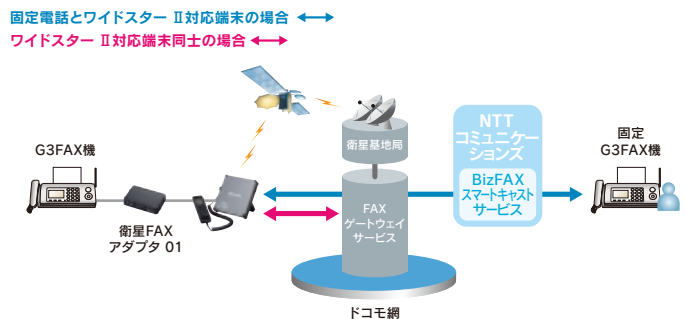 固定電話とワイドスター Ⅱ対応端末の場合
ワイドスター Ⅱ対応端末同士の場合
G3FAX機
衛星FAX
アダプタ 01
衛星基地局
FAX
ゲートウェイ
サービス
ドコモ網
NTT
コミュニケー
ションズ
BizFAX
スマートキャスト
サービス
固定
G3FAX機